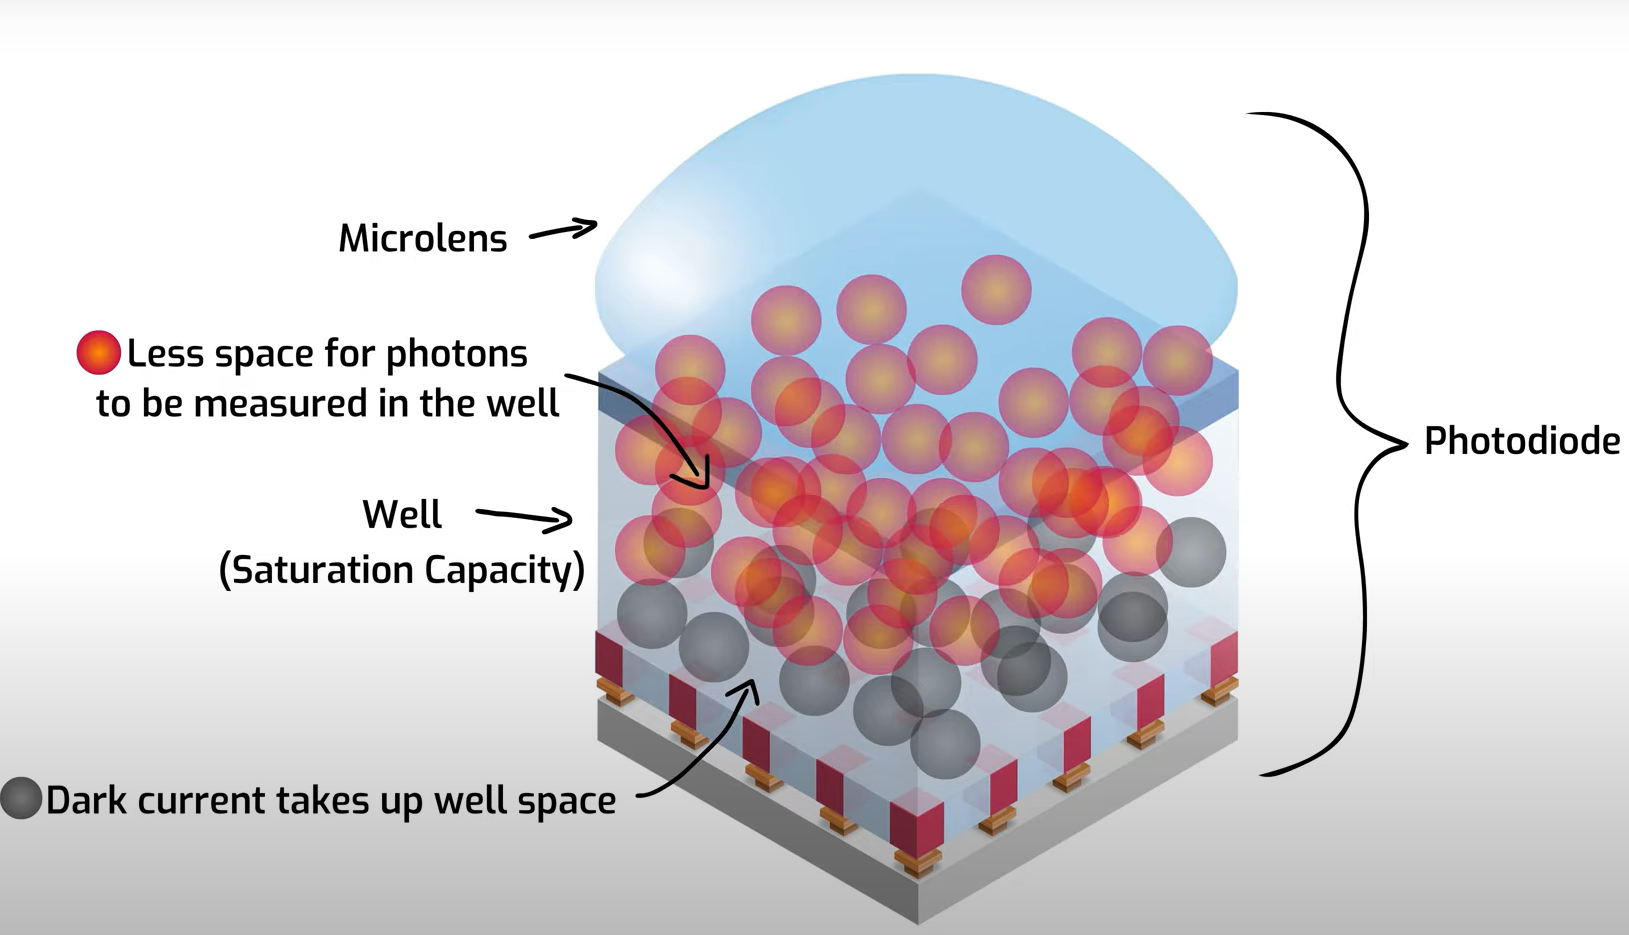 Microlens
Less space for photons
to be measured in the well
Well
(Saturation Capacity)
Dark current takes up well space
Photodiode